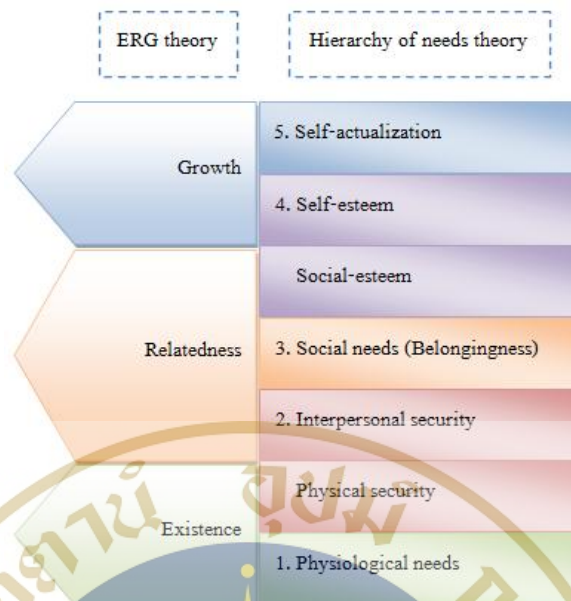 ERG theory
Hierarchy of needs theory
5. Self-actualization
Growth
4. Self-esteem
Social-esteem
Relatedness
3. Social needs (Belongingness)
2. Interpersonal security
Physical security
Existence
1. Physiological needs